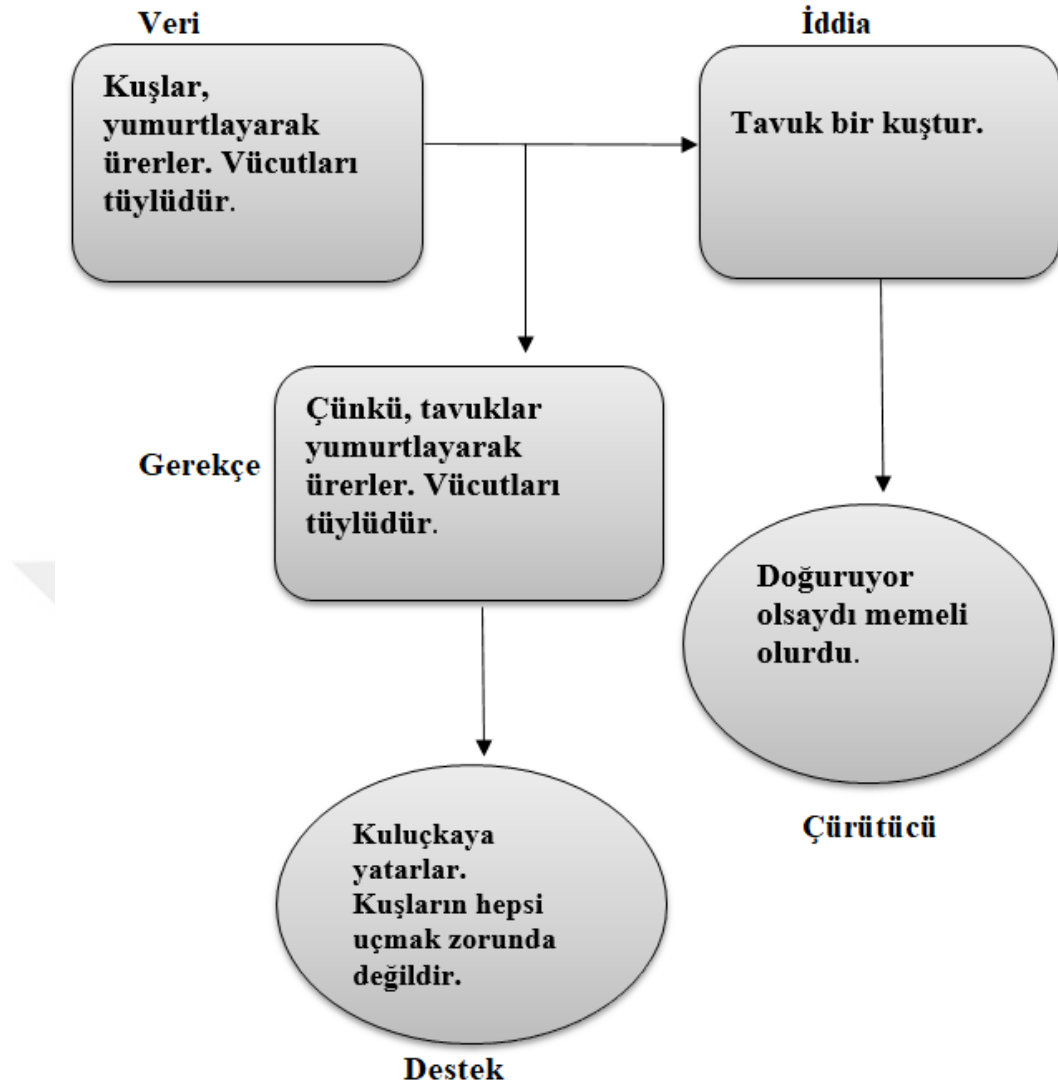 Veri
Kuşlar,
yumurtlayarak
ürerler. Vücutları
tüylüdür.
İddia
Tavuk bir kuştur.
Gerekçe
Çünkü, tavuklar
yumurtlayarak
ürerler. Vücutları
tüylüdür.
Doğuruyor
olsaydı memeli
olurdu.
Çürütücü
Kuluçkaya
yatarlar.
Kuşların hepsi
uçmak zorunda
değildir.
Destek